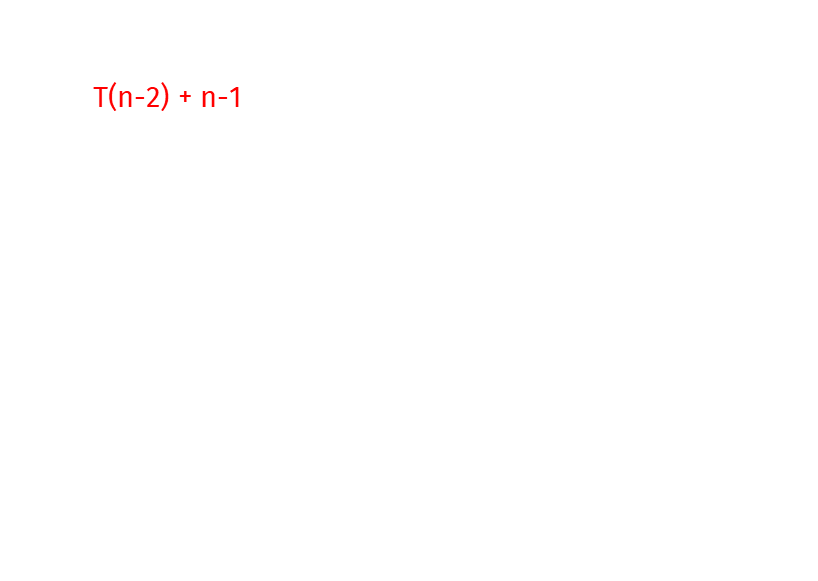 T(n-2) + n-1